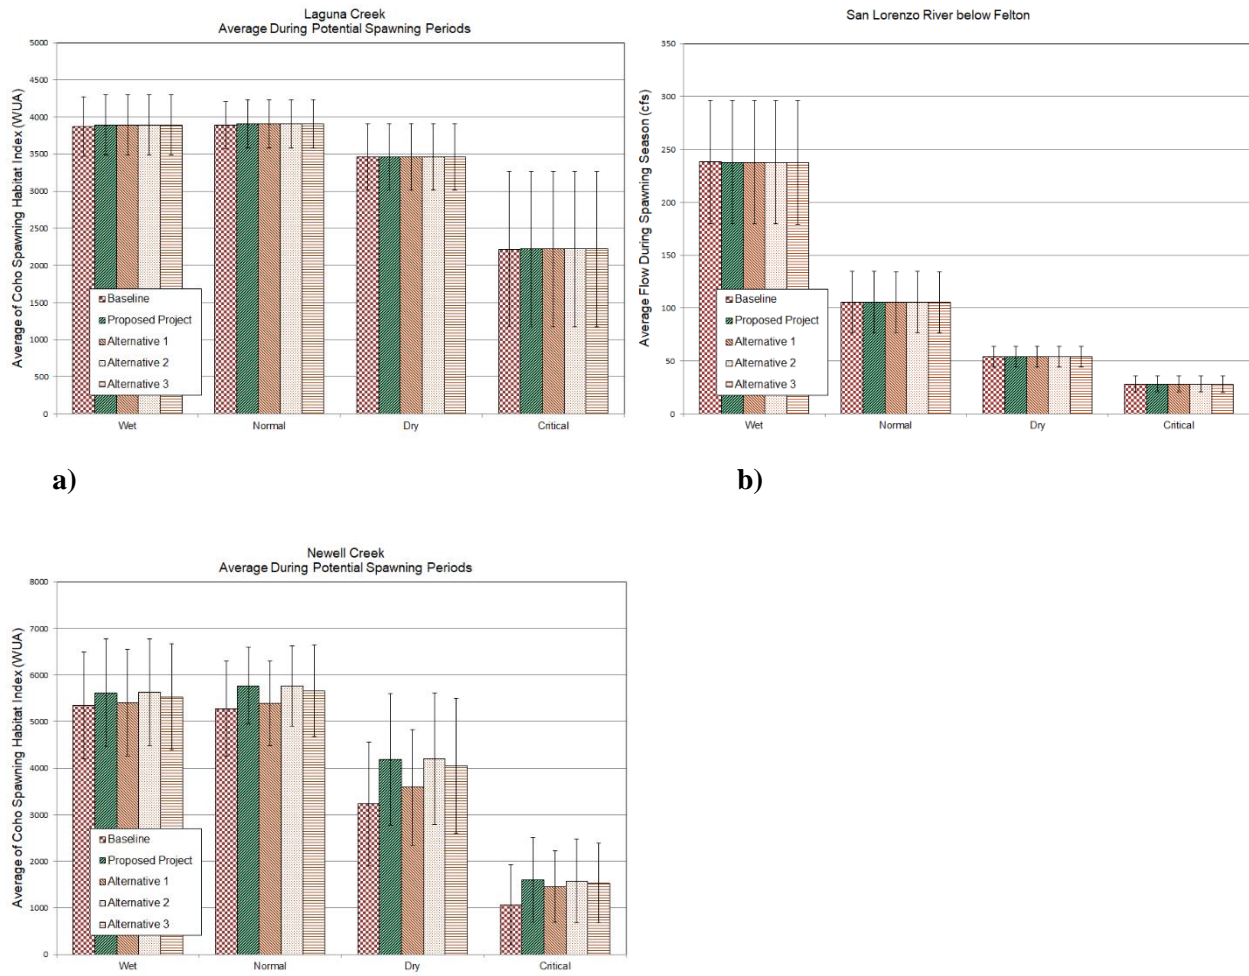 Laguna Creek
Average During Potential Spawning Periods
Average of Coho Spawning Habitat Index (WUA)
5000
4500
4000
3500
3000
2500
2000
1500
1000
500
0
Baseline
Proposed Project
Alternative 1
Alternative 2
Alternative 3
Wet Normal Dry Critical
a)
San Lorenzo River below Felton
Average Flow During Spawning Season (cfs)
350
300
250
200
150
100
50
0
Baseline
Proposed Project
Alternative 1
Alternative 2
Alternative 3
Wet Normal Dry Critical
b)
Newell Creek
Average During Potential Spawning Periods
Average of Coho Spawning Habitat Index (WUA)
8000
7000
6000
5000
4000
3000
2000
1000
0
Baseline
Proposed Project
Alternative 1
Alternative 2
Alternative 3
Wet Normal Dry Critical